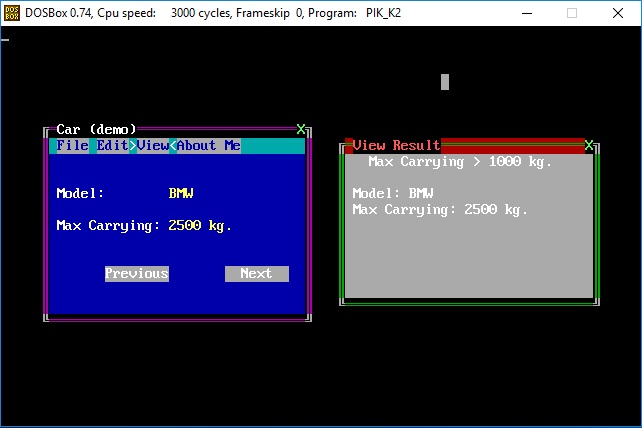 DOSBox 0.74, Cpu speed: 3000 cycles, Frameskip 0, Program: PIK_K2
Car (demo) X
File Edit >View< About Me
Model: BMW
Max Carrying: 2500 kg.
Previous Next
View Result X
Max Carrying > 1000 kg.
Model: BMW
Max Carrying: 2500 kg.